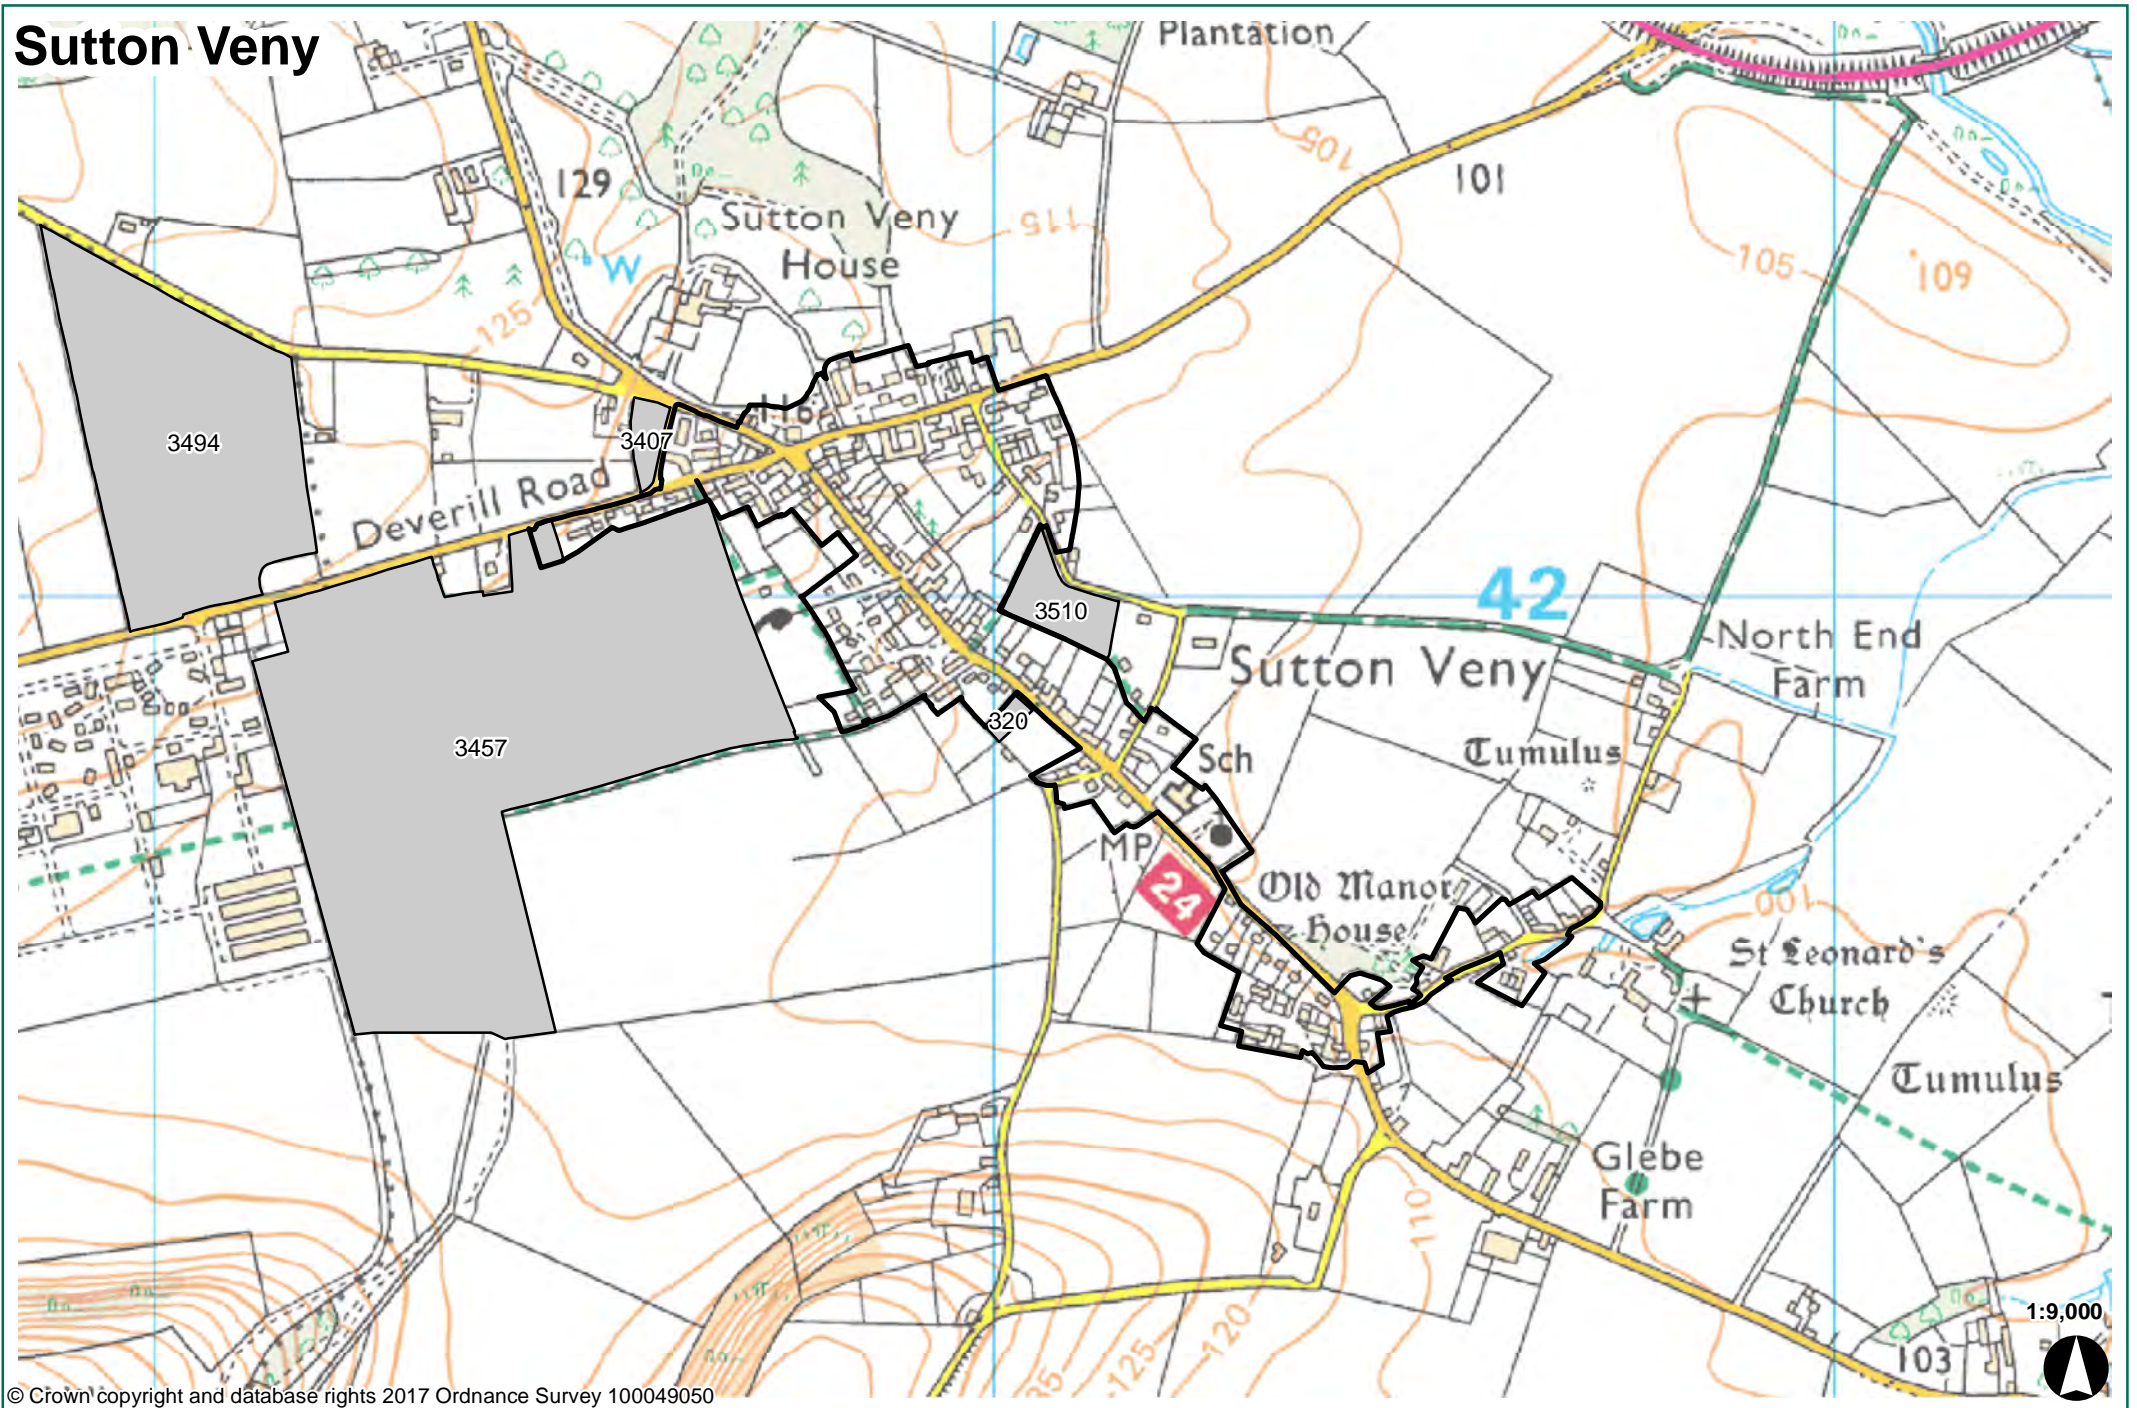 Sutton Veny
Plantation
105
101
129
Sutton Veny
House
115
W
105
109
125
116
3494
3407
Deverill Road
42
3510
Sutton Veny
North End
Farm
320
3457
Tumulus
Sch
MP
24
Old Manor
House
100
St Leonard's
Church
Tumulus
Glebe
Farm
110
120
125
103
1:9,000
© Crown copyright and database rights 2017 Ordnance Survey 100049050